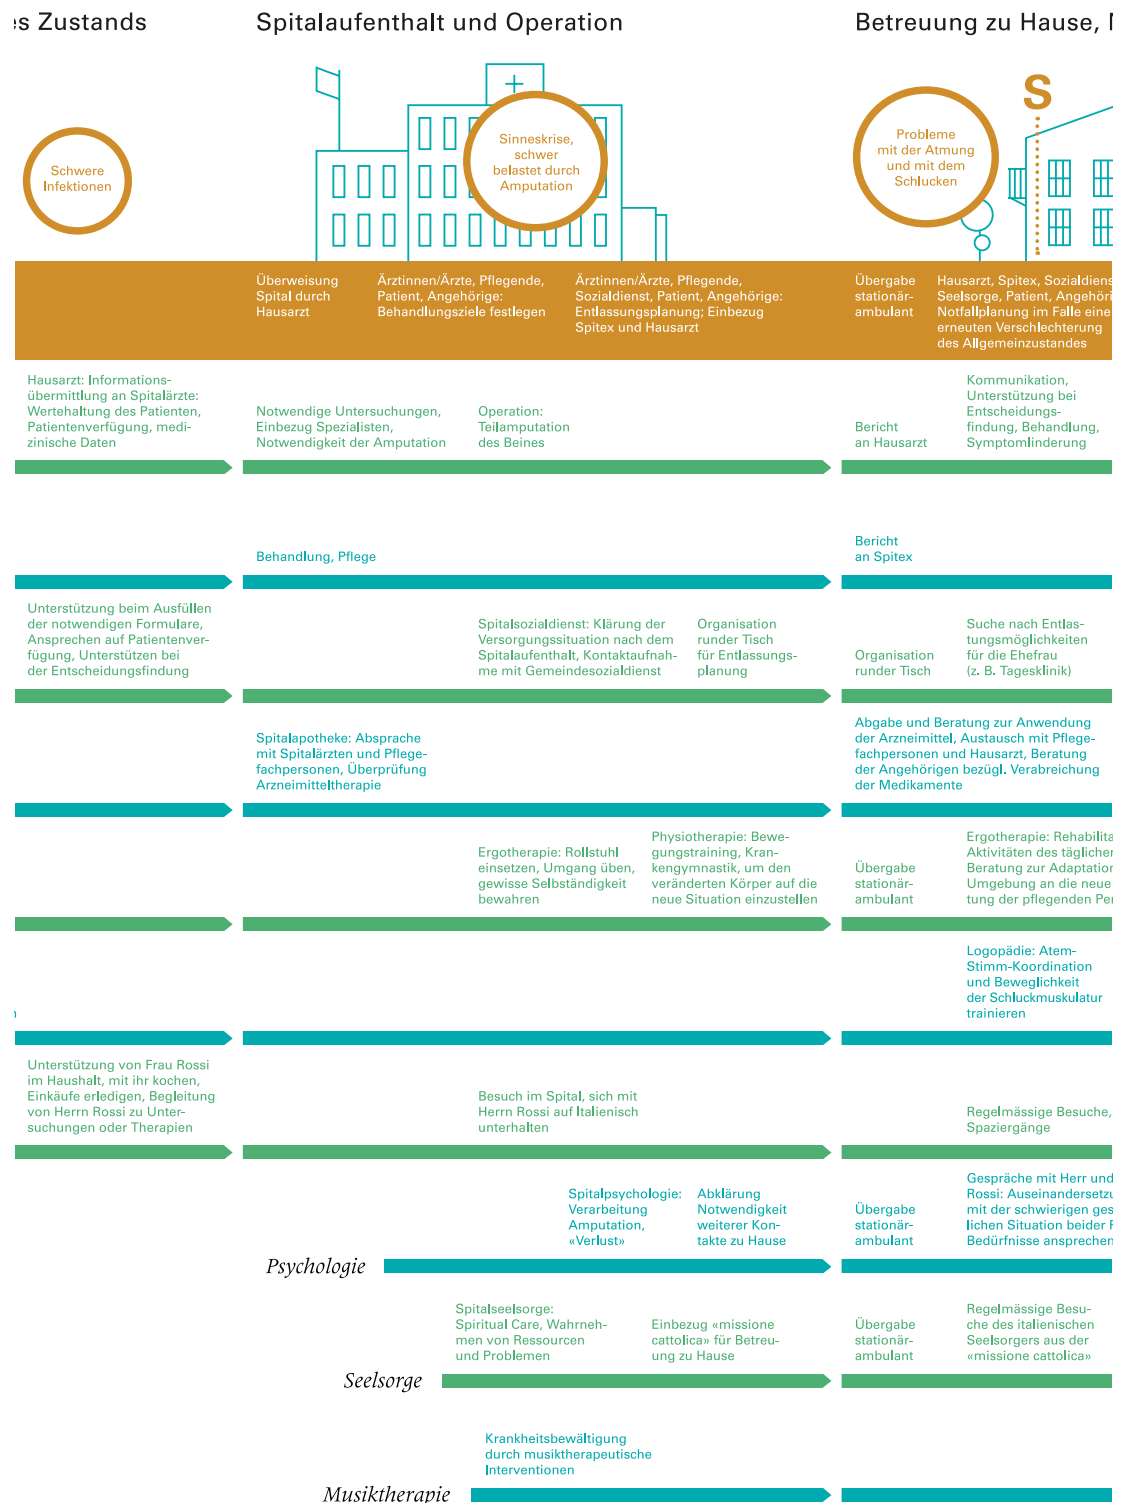 es Zustands
Spitalaufenthalt und Operation
Betreuung zu Hause,
Schwere
Infektionen
Sinneskrise,
schwer
belastet durch
Amputation
Probleme
mit der Atmung
und mit dem
Schlucken
S
Überweisung
Spital durch
Hausarzt
Ärztinnen/Ärzte, Pflegende,
Patient, Angehörige:
Behandlungsziele festlegen
Ärztinnen/Ärzte, Pflegende,
Sozialdienst, Patient, Angehörige:
Entlassungsplanung; Einbezug
Spitex und Hausarzt
Übergabe
stationär-
ambulant
Hausarzt, Spitex, Sozialdiens
Seelsorge, Patient, Angehöri
Notfallplanung im Falle eine
erneuten Verschlechterung
des Allgemeinzustandes
Hausarzt: Informations-
übermittlung an Spitalärzte:
Wertehaltung des Patienten,
Patientenverfügung, medi-
zinische Daten
Notwendige Untersuchungen,
Einbezug Spezialisten,
Notwendigkeit der Amputation
Operation:
Teilamputation
des Beines
Bericht
an Hausarzt
Kommunikation,
Unterstützung bei
Entscheidungs-
findung, Behandlung,
Symptomlinderung
Behandlung, Pflege
Bericht
an Spitex
Unterstützung beim Ausfüllen
der notwendigen Formulare,
Ansprechen auf Patientenver-
fügung, Unterstützen bei
der Entscheidungsfindung
Spitalsozialdienst: Klärung der
Versorgungssituation nach dem
Spitalaufenthalt, Kontaktaufnah-
me mit Gemeindesozialdienst
Organisation
runder Tisch
für Entlassungs-
planung
Organisation
runder Tisch
Suche nach Entlas-
tungsmöglichkeiten
für die Ehefrau
(z. B. Tagesklinik)
Spitalapotheke: Absprache
mit Spitalärzten und Pflege-
fachpersonen, Überprüfung
Arzneimitteltherapie
Abgabe und Beratung zur Anwendung
der Arzneimittel, Austausch mit Pflege-
fachpersonen und Hausarzt, Beratung
der Angehörigen bezügl. Verabreichung
der Medikamente
Ergotherapie: Rollstuhl
einsetzen, Umgang üben,
gewisse Selbständigkeit
bewahren
Physiotherapie: Bewe-
gungstraining, Kran-
kengymnastik, um den
veränderten Körper auf die
neue Situation einzustellen
Übergabe
stationär-
ambulant
Ergotherapie: Rehabilita
Aktivitäten des täglicher
Beratung zur Adaptation
Umgebung an die neue
tung der pflegenden Per
Logopädie: Atem-
Stimm-Koordination
und Beweglichkeit
der Schluckmuskulatur
trainieren
Unterstützung von Frau Rossi
im Haushalt, mit ihr kochen,
Einkäufe erledigen, Begleitung
von Herrn Rossi zu Unter-
suchungen oder Therapien
Besuch im Spital, sich mit
Herrn Rossi auf Italienisch
unterhalten
Regelmässige Besuche,
Spaziergänge
Spitalpsychologie:
Verarbeitung
Amputation,
«Verlust»
Abklärung
Notwendigkeit
weiterer Kon-
takte zu Hause
Übergabe
stationär-
ambulant
Gespräche mit Herr und
Rossi: Auseinandersetzu
mit der schwierigen ges
lichen Situation beider
Bedürfnisse ansprechen
Psychologie
Spitalseelsorge:
Spiritual Care, Wahrneh-
men von Ressourcen
und Problemen
Einbezug «missione
cattolica» für Betreu-
ung zu Hause
Übergabe
stationär-
ambulant
Regelmässige Besu-
che des italienischen
Seelsorgers aus der
«missione cattolica»
Seelsorge
Krankheitsbewältigung
durch musiktherapeutische
Interventionen
Musiktherapie